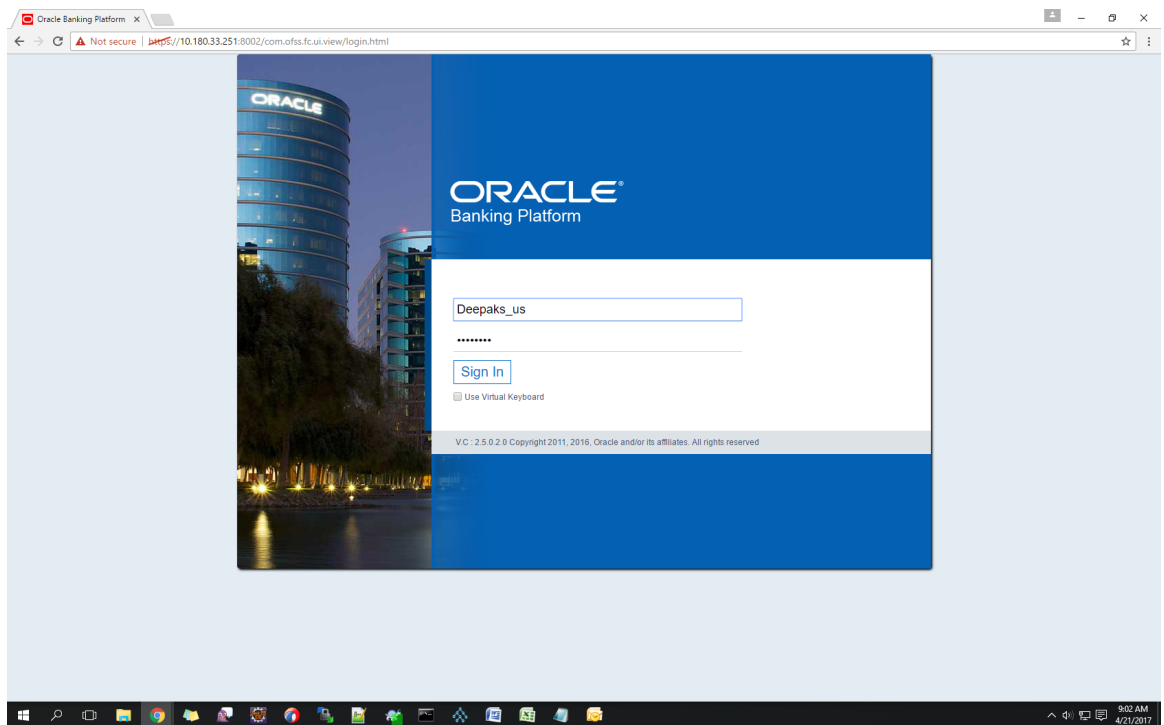 Oracle Banking Platform
Not secure | https://10.180.33.251:8002/com.ofss.fc.ui.view/login.html
ORACLE
ORACLE®
Banking Platform
Deepaks_us
••••••••
Sign In
Use Virtual Keyboard
V.C : 2.5.0.2.0 Copyright 2011, 2016, Oracle and/or its affiliates. All rights reserved
9:02 AM
4/21/2017